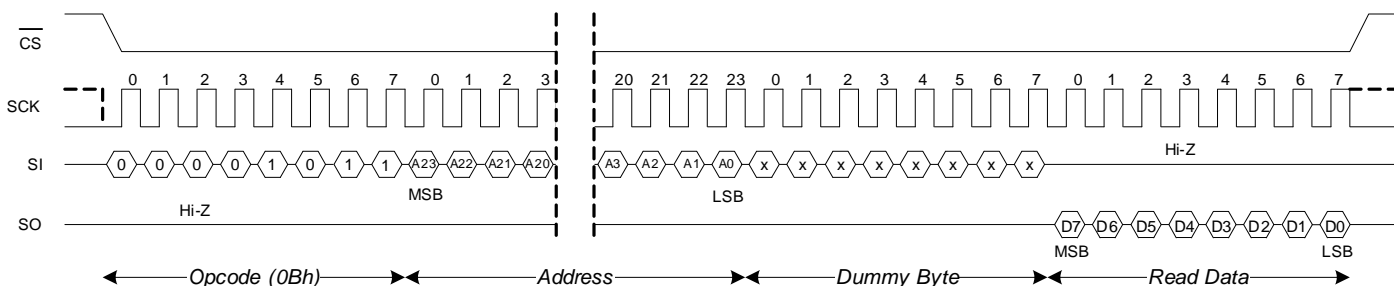 CS
0 1 2 3 4 5 6 7 0 1 2 3 20 21 22 23 0 1 2 3 4 5 6 7 0 1 2 3 4 5 6 7
SCK
Hi-Z
SI 0 0 0 0 1 0 1 1 A23 A22 A21 A20 A3 A2 A1 A0 x x x x x x x x
MSB LSB
Hi-Z
SO D7 D6 D5 D4 D3 D2 D1 D0
MSB LSB
Opcode (0Bh) Address Dummy Byte Read Data